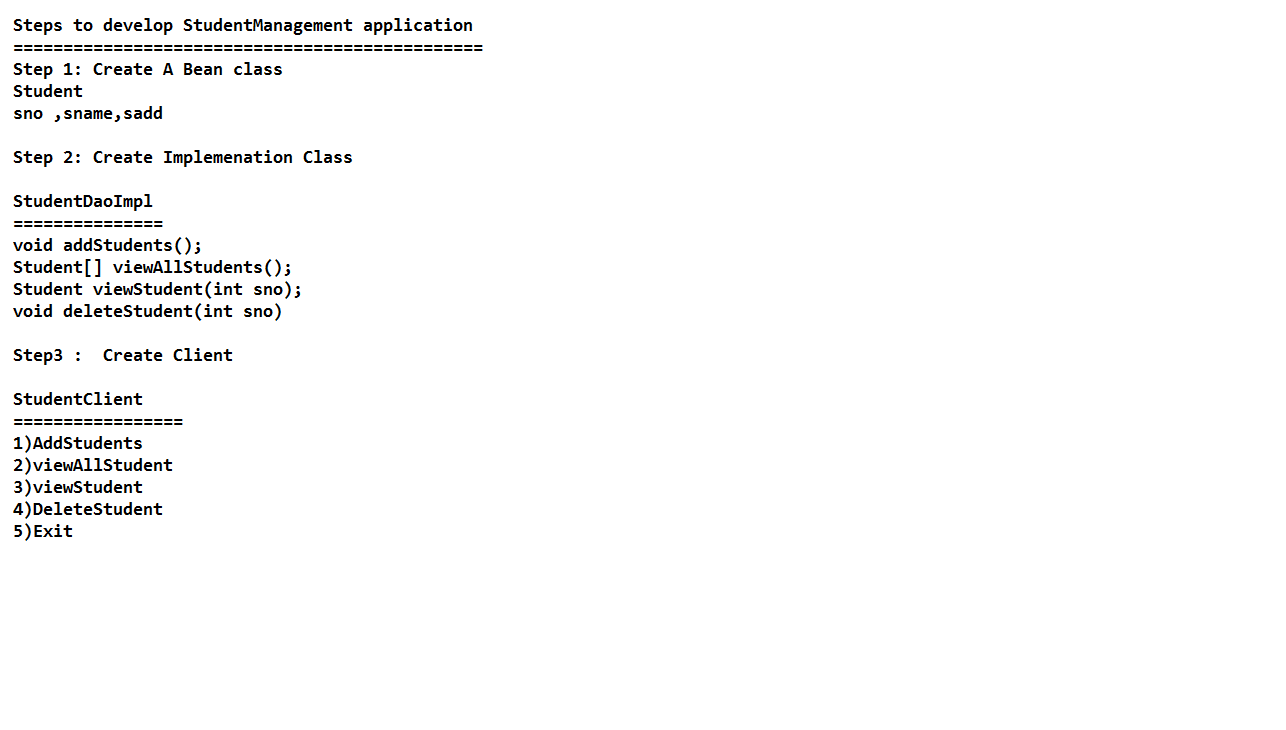 Steps to develop StudentManagement application
===============================================
Step 1: Create A Bean class
Student
sno ,sname,sadd
Step 2: Create Implemenation Class
StudentDaoImpl
===============
void addStudents();
Student[] viewAllStudents();
Student viewStudent(int sno);
void deleteStudent(int sno)
Step3 :  Create Client
StudentClient
=================
1)AddStudents
2)viewAllStudent
3)viewStudent
4)DeleteStudent
5)Exit